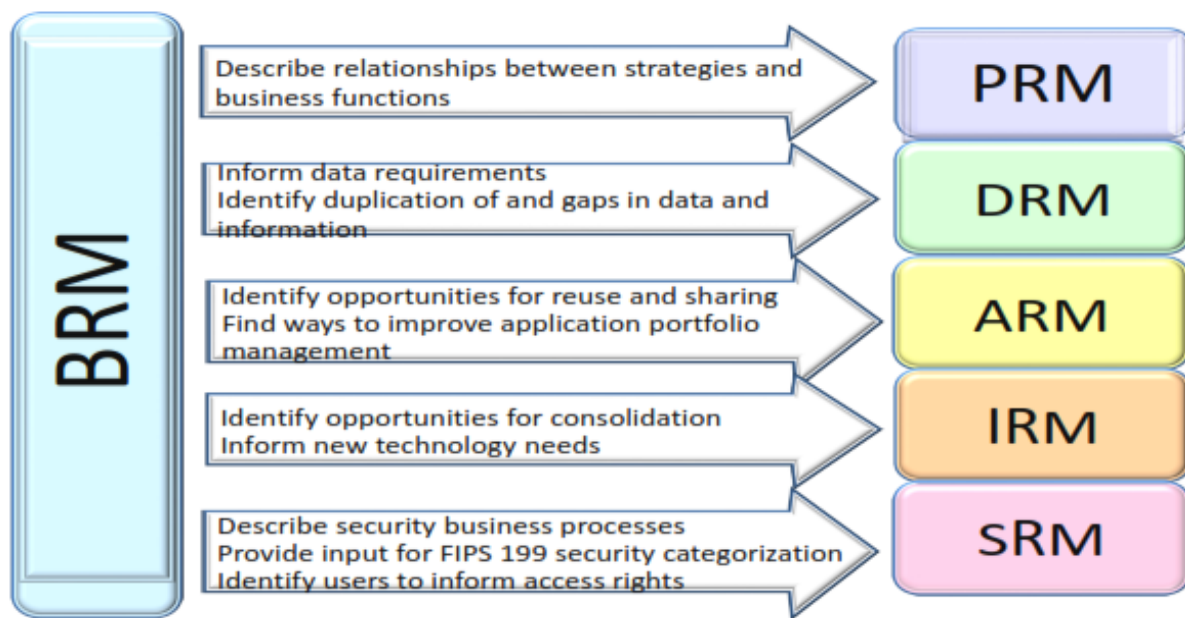 BRM
Describe relationships between strategies and
business functions
PRM
Inform data requirements
Identify duplication of and gaps in data and
information
DRM
Identify opportunities for reuse and sharing
Find ways to improve application portfolio
management
ARM
Identify opportunities for consolidation
Inform new technology needs
IRM
Describe security business processes
Provide input for FIPS 199 security categorization
Identify users to inform access rights
SRM